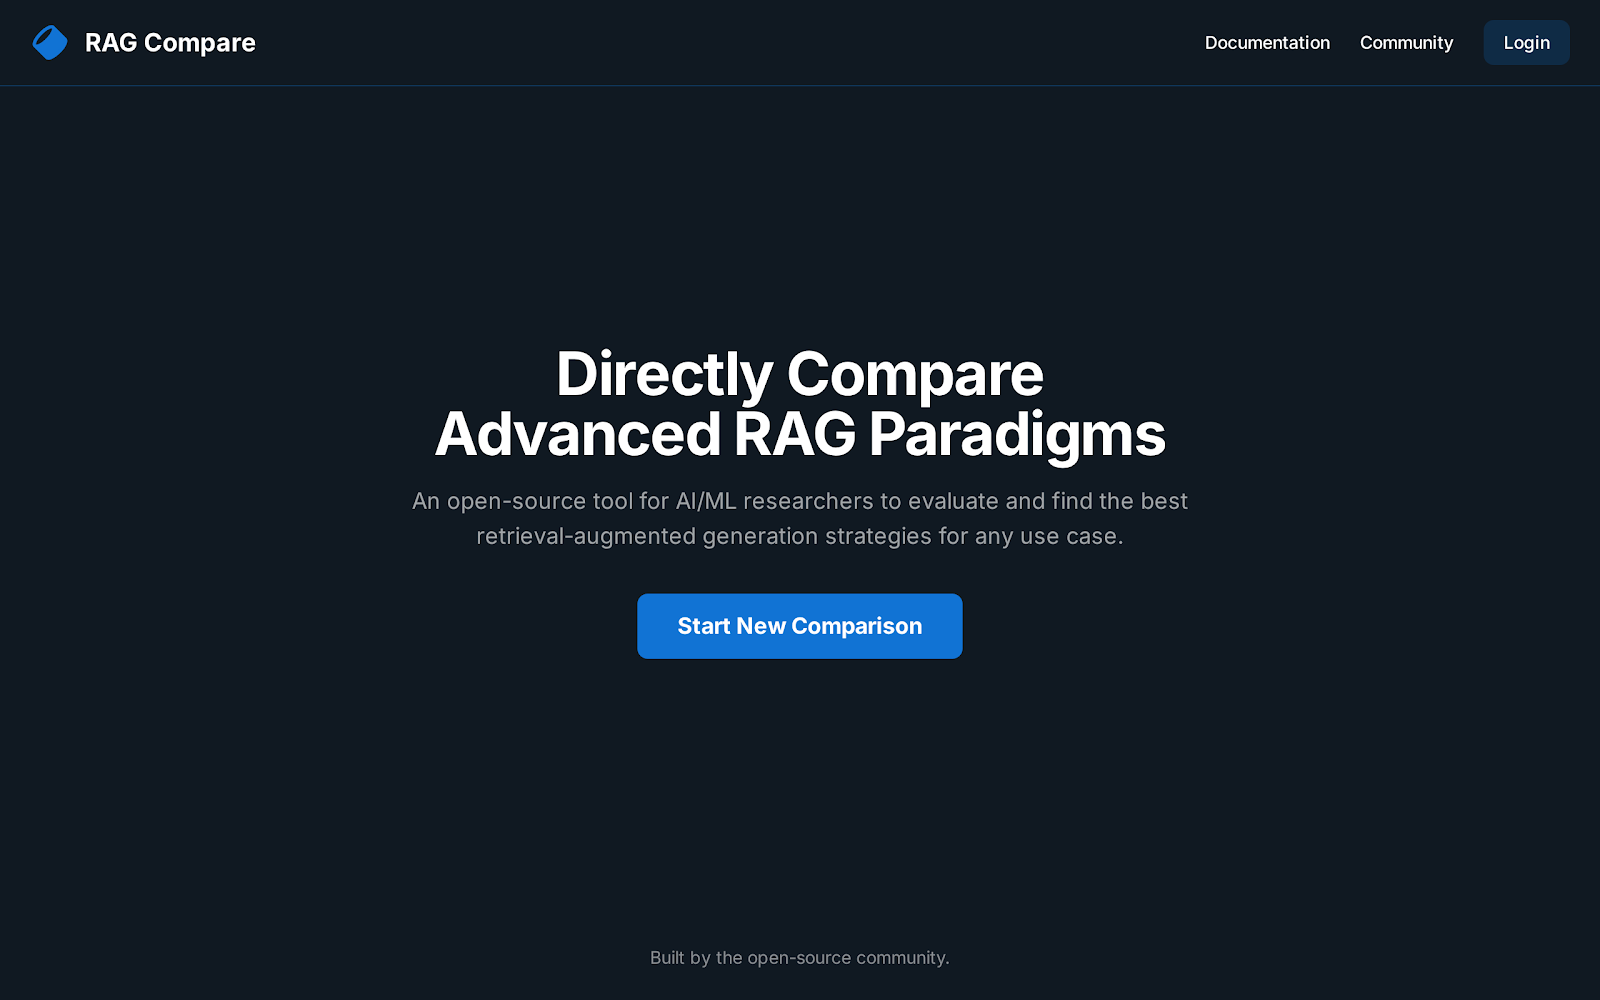 RAG Compare
Documentation
Community
Login
Directly Compare
Advanced RAG Paradigms
An open-source tool for AI/ML researchers to evaluate and find the best
retrieval-augmented generation strategies for any use case.
Start New Comparison
Built by the open-source community.